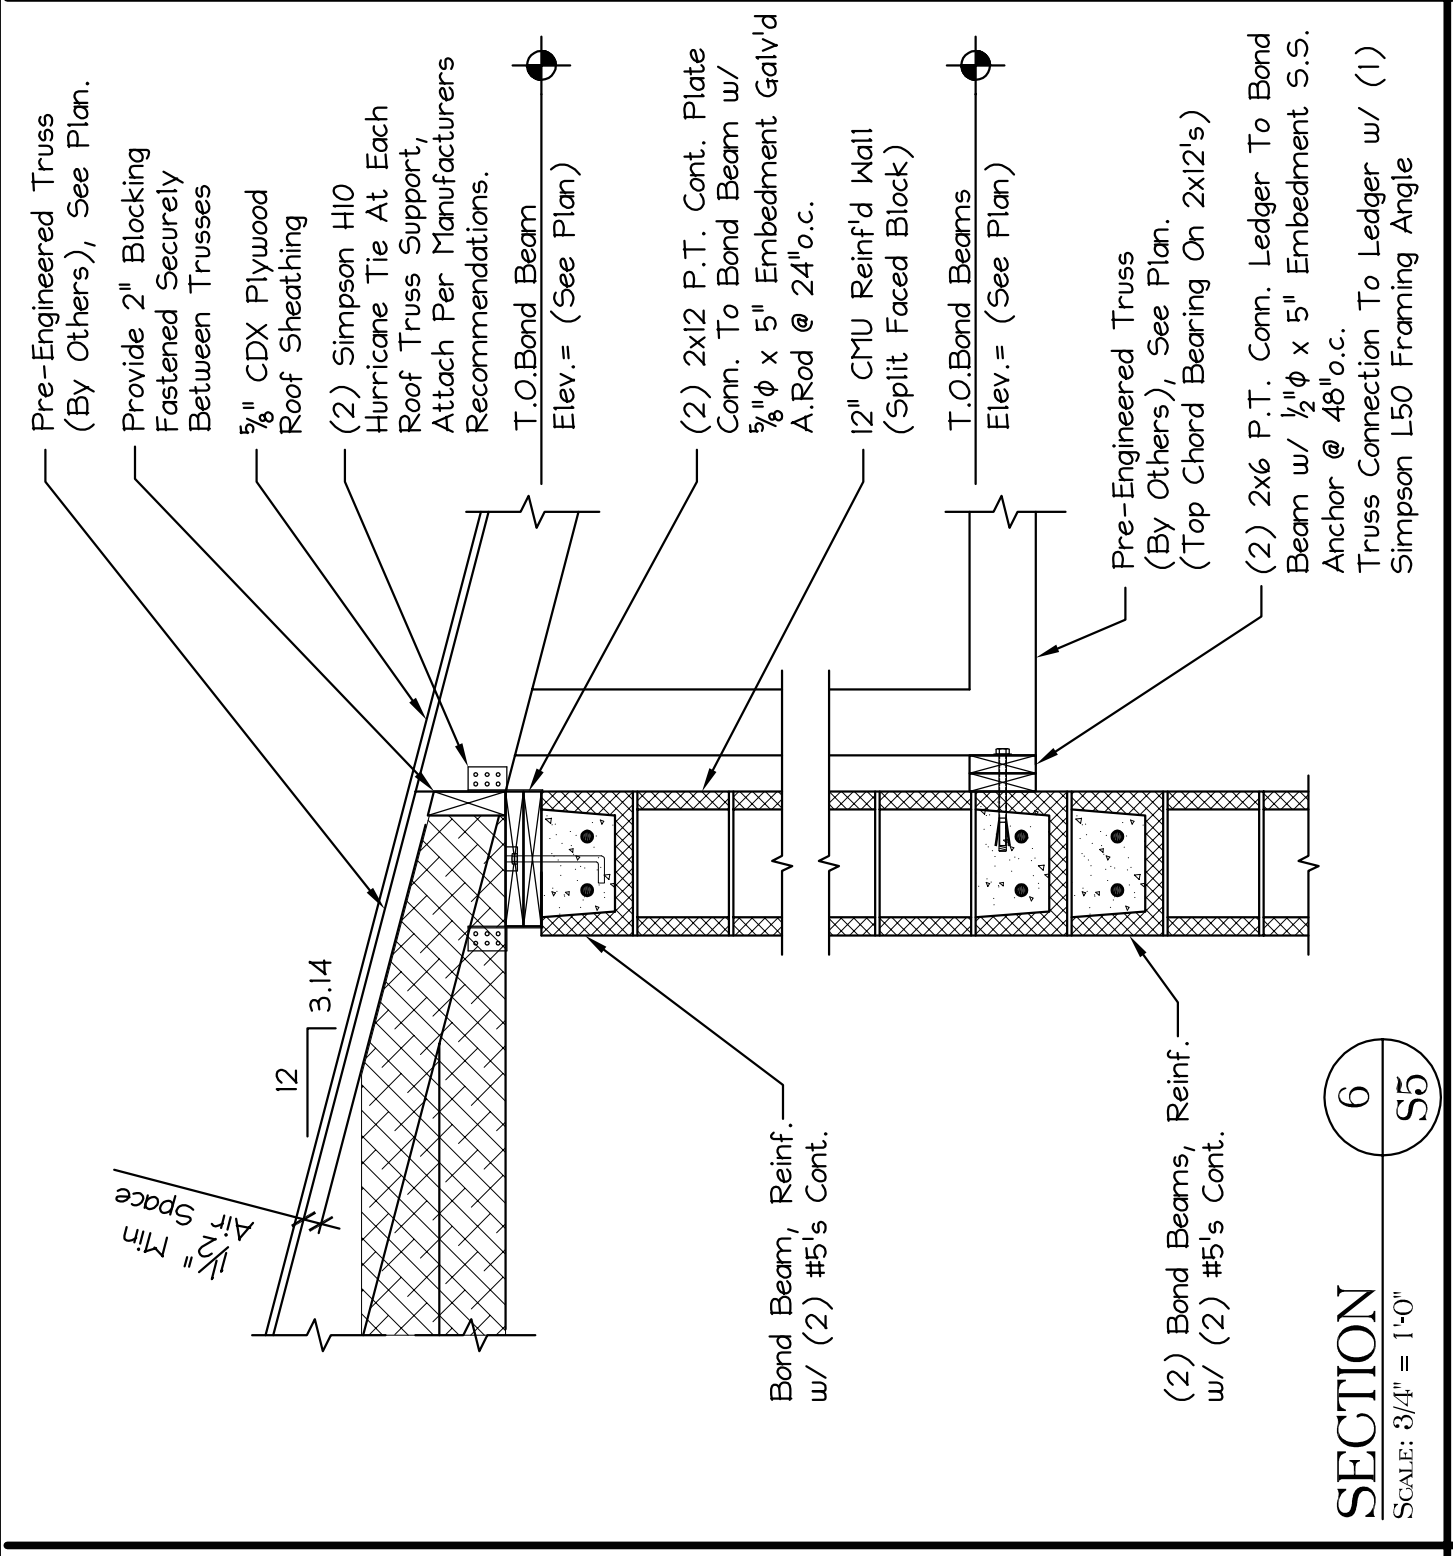 Pre-Engineered Truss
(By Others), See Plan.
Provide 2" Blocking
Fastened Securely
Between Trusses
5/8" CDX Plywood
Roof Sheathing
(2) Simpson H10
Hurricane Tie At Each
Roof Truss Support,
Attach Per Manufacturers
Recommendations.
T.O.Bond Beam
Elev.= (See Plan)
(2) 2x12 P.T. Cont. Plate
Conn. To Bond Beam w/
5/8"ϕ x 5" Embedment Galv'd
A.Rod @ 24"o.c.
12" CMU Reinf'd Wall
(Split Faced Block)
T.O.Bond Beams
Elev.= (See Plan)
Pre-Engineered Truss
(By Others), See Plan.
(Top Chord Bearing On 2x12's)
(2) 2x6 P.T. Conn. Ledger To Bond
Beam w/ 1/2"ϕ x 5" Embedment S.S.
Anchor @ 48"o.c.
Truss Connection To Ledger w/ (1)
Simpson L50 Framing Angle
12
3.14
1 1/2" Min
Air Space
Bond Beam, Reinf.
w/ (2) #5's Cont.
(2) Bond Beams, Reinf.
w/ (2) #5's Cont.
SECTION
SCALE: 3/4" = 1'-0"
6
S5